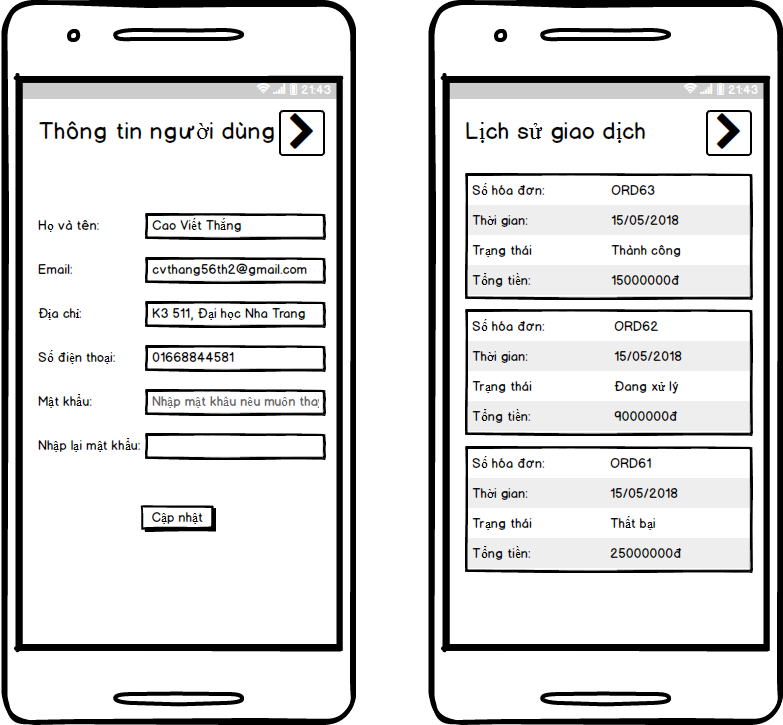 21:43
Thông tin người dùng
Họ và tên: Cao Viết Thắng
Email: cvthang56th2@gmail.com
Địa chỉ: K3 511, Đại học Nha Trang
Số điện thoại: 01668844581
Mật khẩu: Nhập mật khẩu nếu muốn tha
Nhập lại mật khẩu:
Cập nhật
21:43
Lịch sử giao dịch
Số hóa đơn: ORD63
Thời gian: 15/05/2018
Trạng thái Thành công
Tổng tiền: 15000000đ
Số hóa đơn: ORD62
Thời gian: 15/05/2018
Trạng thái Đang xử lý
Tổng tiền: 9000000đ
Số hóa đơn: ORD61
Thời gian: 15/05/2018
Trạng thái Thất bại
Tổng tiền: 25000000đ